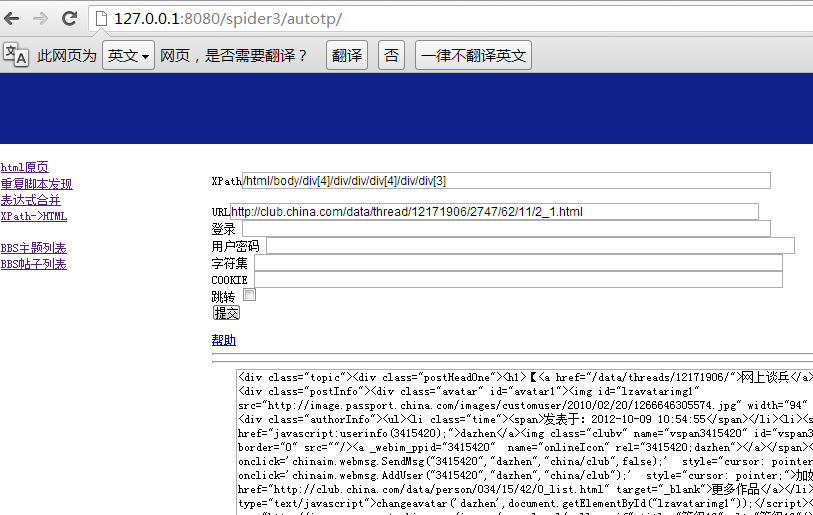 127.0.0.1:8080/spider3/autotp/
此网页为 英文 网页，是否需要翻译？ 翻译 否 一律不翻译英文
html原页
重复脚本发现
表达式合并
XPath->HTML
BBS主题列表
BBS帖子列表
XPath/html/body/div[4]/div/div/div[4]/div/div[3]
URLhttp://club.china.com/data/thread/12171906/2747/62/11/2_1.html
登录
用户密码
字符集
COOKIE
跳转
提交
帮助
<div class="topic"><div class="postHeadOne"><h1>【<a href="/data/threads/12171906/">网上谈兵</a>
<div class="postInfo"><div class="avatar" id="avatar1"><img id="lzavatarimg1"
src="http://image.passport.china.com/images/customuser/2010/02/20/1266646305574.jpg" width="94"
<div class="authorInfo"><ul><li class="time"><span>发表于: 2012-10-09 10:54:55</span></li><li><s
href="javascript:userinfo(3415420);">dazhen</a><img class="clubv" name="vspan3415420" id="vspan3
border="0" src=""/><a _webim_ppid="3415420"  name="onlineIcon" rel="3415420;dazhen"></a></span><
onclick='chinaim.webmsg.SendMsg("3415420","dazhen","china/club",false);'  style="cursor: pointer
onclick='chinaim.webmsg.AddUser("3415420","dazhen","china/club");'  style="cursor: pointer;">加
href="http://club.china.com/data/person/034/15/42/0_list.html" target="_blank">更多作品</a></li>
type="text/javascript">changeavatar('dazhen',document.getElementById("lzavatarimg1"));</script><